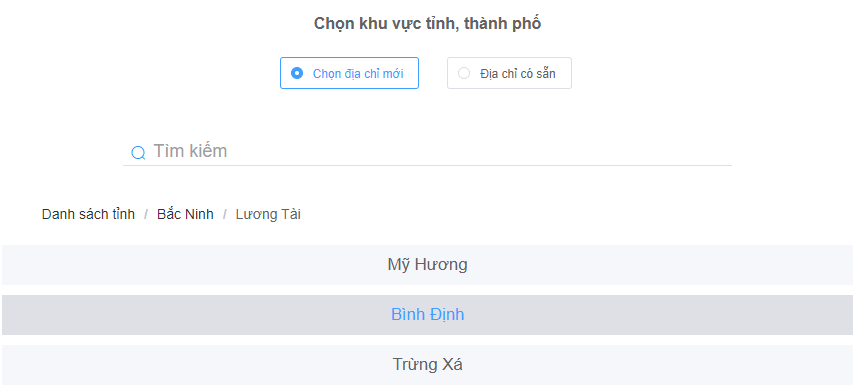 Chọn khu vực tỉnh, thành phố
Chọn địa chỉ mới Địa chỉ có sẵn
Tìm kiếm
Danh sách tỉnh / Bắc Ninh / Lương Tài
Mỹ Hương
Bình Định
Trừng Xá